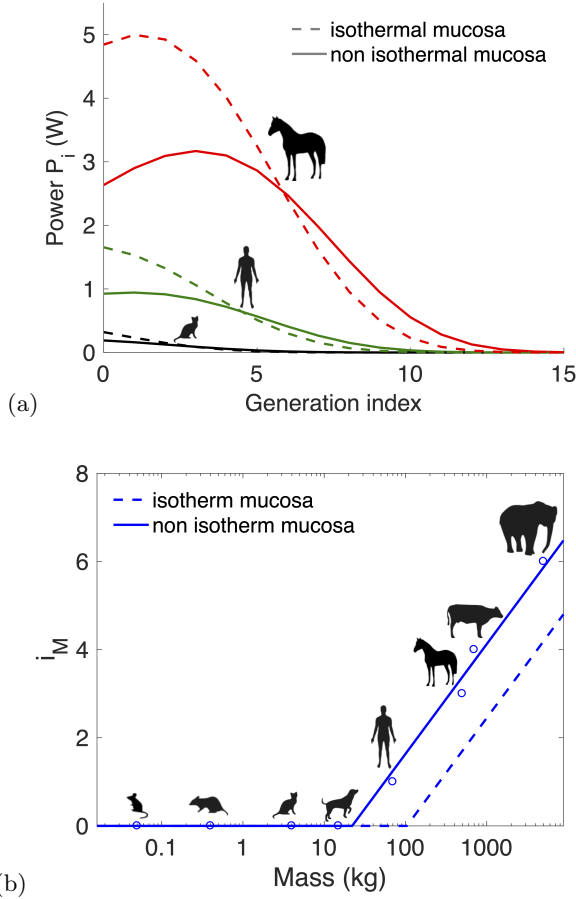 isothermal mucosa
non isothermal mucosa
Power P_i (W)
5
4
3
2
1
0
0
5
10
15
Generation index
(a)
isotherm mucosa
non isotherm mucosa
i_M
8
6
4
2
0
0.1
1
10
100
1000
Mass (kg)
(b)